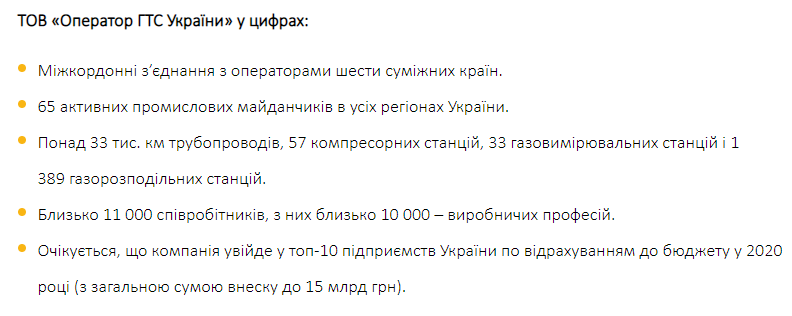 ТОВ «Оператор ГТС України» у цифрах:
Міжкордонні з’єднання з операторами шести суміжних країн.
65 активних промислових майданчиків в усіх регіонах України.
Понад 33 тис. км трубопроводів, 57 компресорних станцій, 33 газовимірювальних станцій і 1
389 газорозподільних станцій.
Близько 11 000 співробітників, з них близько 10 000 – виробничих професій.
Очікується, що компанія увійде у топ-10 підприємств України по відрахуванням до бюджету у 2020
році (з загальною сумою внеску до 15 млрд грн).